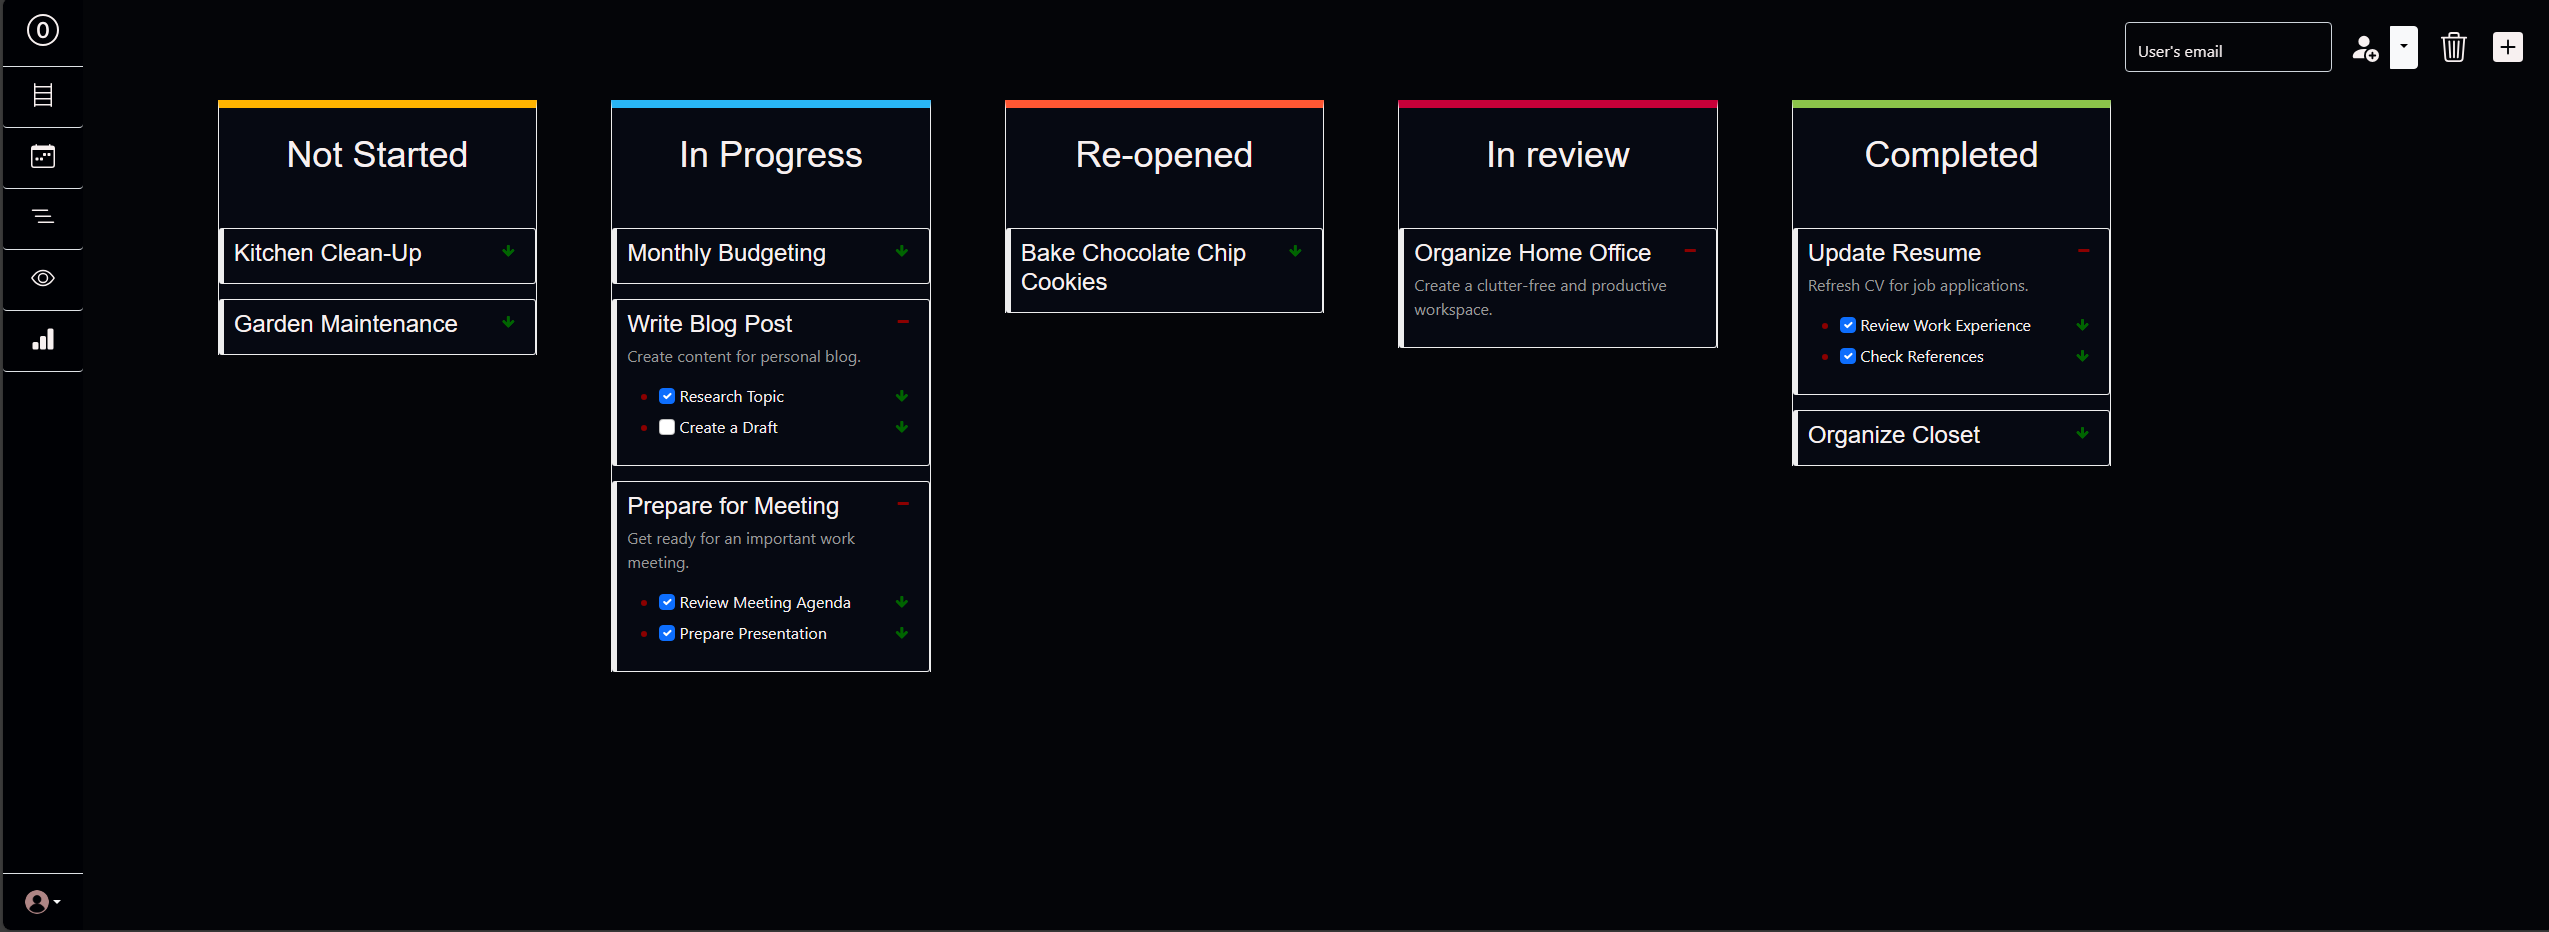 0
User's email
Not Started
Kitchen Clean-Up
Garden Maintenance
In Progress
Monthly Budgeting
Write Blog Post
Create content for personal blog.
Research Topic
Create a Draft
Prepare for Meeting
Get ready for an important work
meeting.
Review Meeting Agenda
Prepare Presentation
Re-opened
Bake Chocolate Chip
Cookies
In review
Organize Home Office
Create a clutter-free and productive
workspace.
Completed
Update Resume
Refresh CV for job applications.
Review Work Experience
Check References
Organize Closet